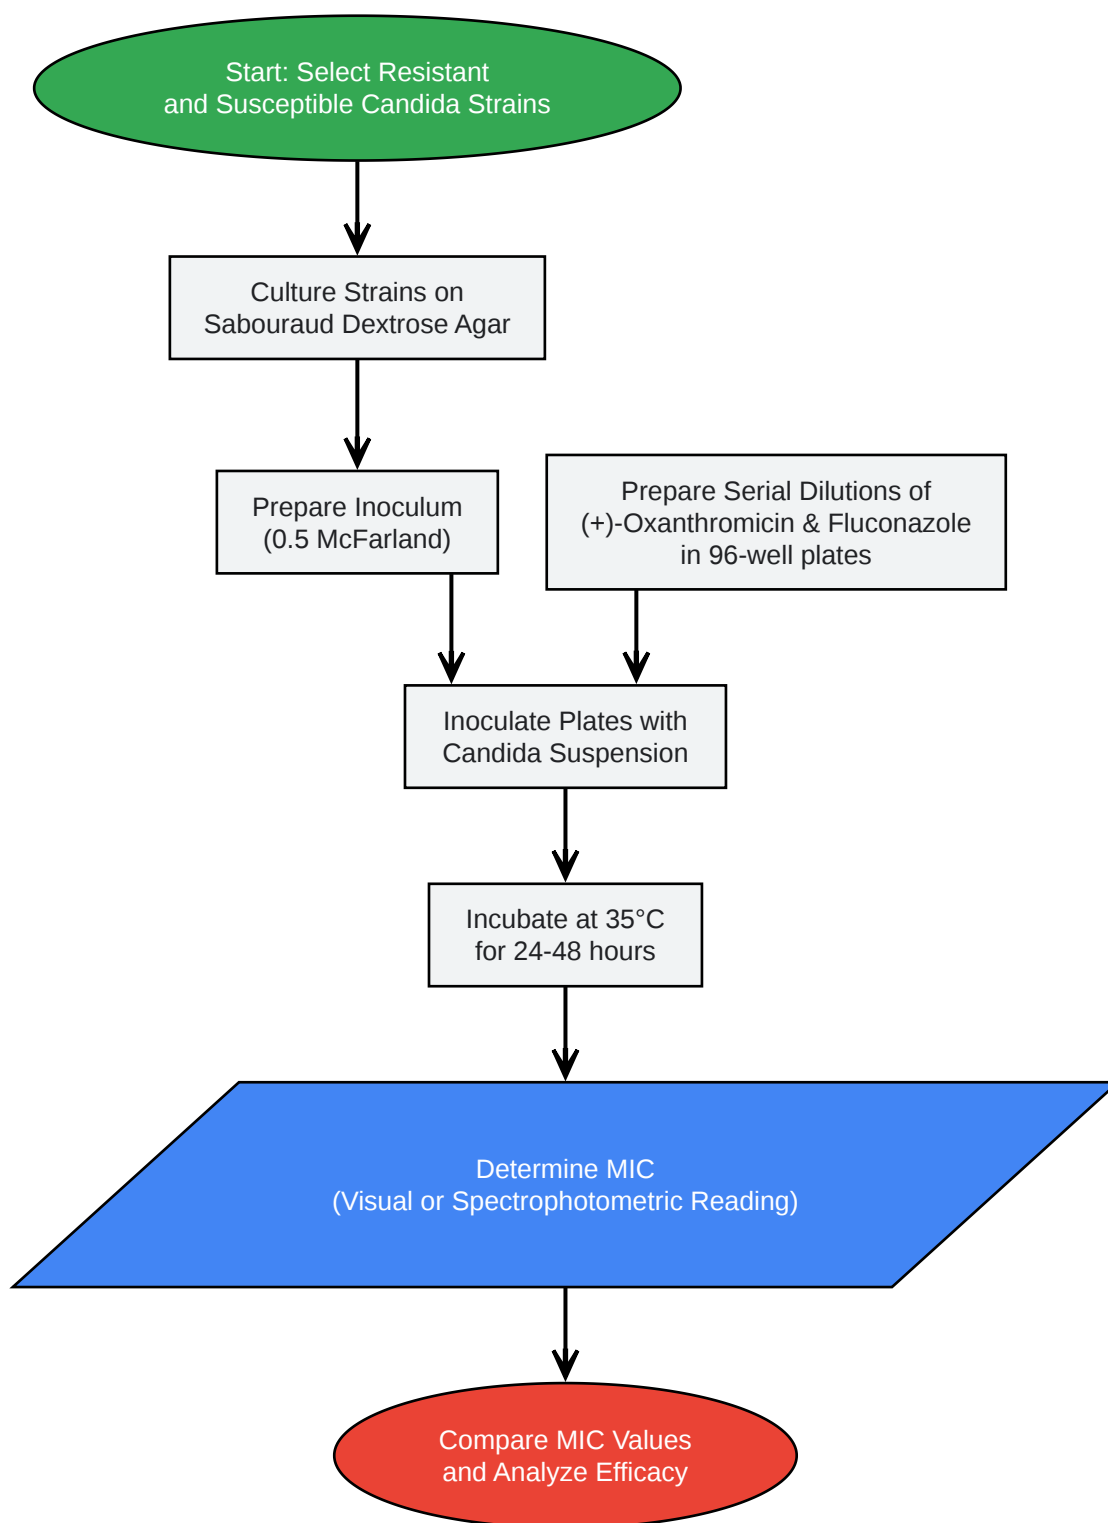 Start: Select Resistant
and Susceptible Candida Strains
Culture Strains on
Sabouraud Dextrose Agar
Prepare Inoculum
(0.5 McFarland)
Prepare Serial Dilutions of
(+)-Oxanthromicin & Fluconazole
in 96-well plates
Inoculate Plates with
Candida Suspension
Incubate at 35°C
for 24-48 hours
Determine MIC
(Visual or Spectrophotometric Reading)
Compare MIC Values
and Analyze Efficacy